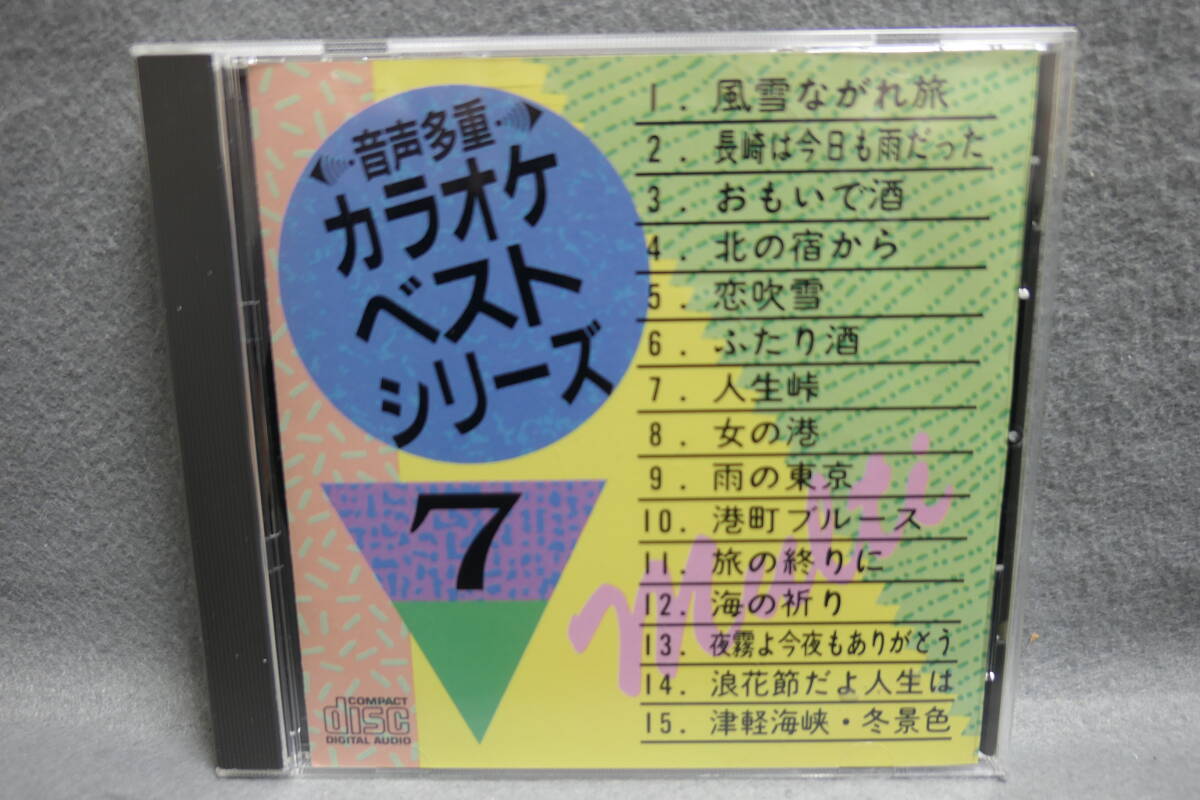 音声多重
カラオケ
ベスト
シリーズ
7
1. 風雪ながれ旅
2. 長崎は今日も雨だった
3. おもいで酒
4. 北の宿から
5. 恋吹雪
6. ふたり酒
7. 人生峠
8. 女の港
9. 雨の東京
10. 港町ブルース
11. 旅の終りに
12. 海の祈り
13. 夜霧よ今夜もありがとう
14. 浪花節だよ人生は
15. 津軽海峡・冬景色
Multi
COMPACT
disc
DIGITAL AUDIO